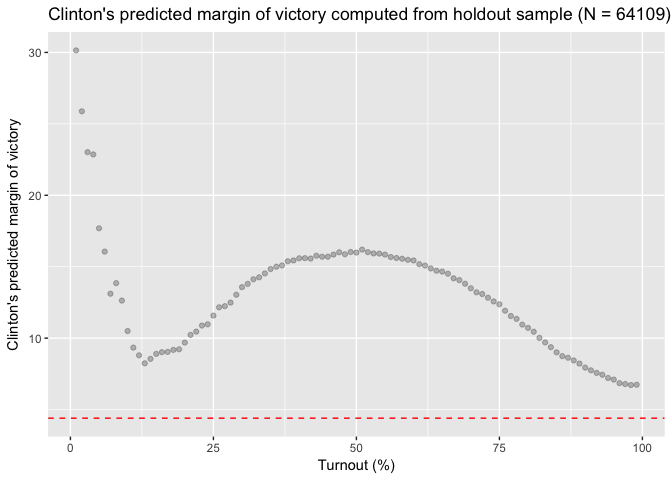 Clinton's predicted margin of victory computed from holdout sample (N = 64109)
30
20
10
Clinton's predicted margin of victory
0
25
50
75
100
Turnout (%)